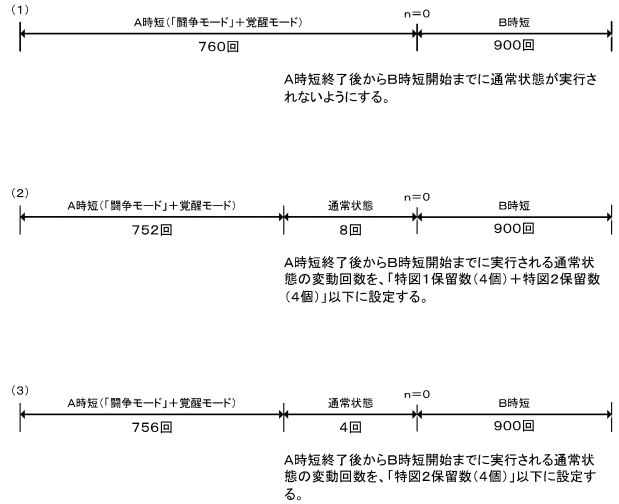 (1)
A時短(「闘争モード」+覚醒モード) n=0 B時短
760回 900回
A時短終了後からB時短開始までに通常状態が実行さ
れないようにする。
(2)
A時短(「闘争モード」+覚醒モード) 通常状態 n=0 B時短
752回 8回 900回
A時短終了後からB時短開始までに実行される通常状
態の変動回数を、「特図1保留数(4個)+特図2保留数
(4個)」以下に設定する。
(3)
A時短(「闘争モード」+覚醒モード) 通常状態 n=0 B時短
756回 4回 900回
A時短終了後からB時短開始までに実行される通常状
態の変動回数を、「特図2保留数(4個)」以下に設定す
る。